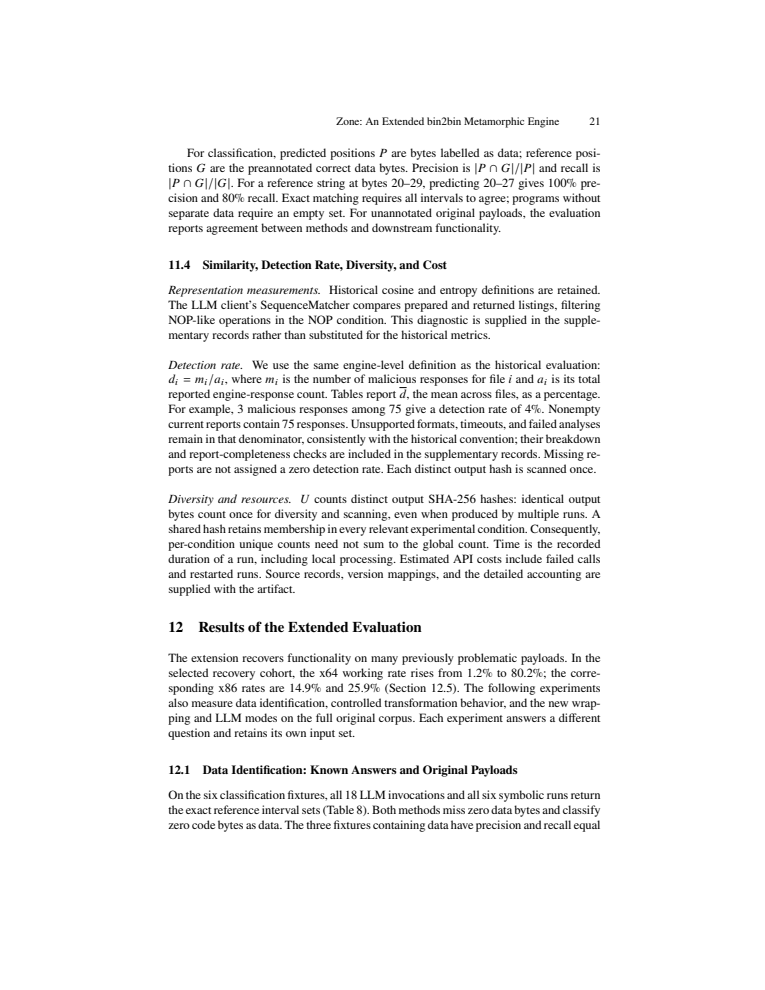 Zone: An Extended bin2bin Metamorphic Engine 21
For classification, predicted positions P are bytes labelled as data; reference posi-
tions G are the preannotated correct data bytes. Precision is |P ∩ G|/|P| and recall is
|P ∩ G|/|G|. For a reference string at bytes 20–29, predicting 20–27 gives 100% pre-
cision and 80% recall. Exact matching requires all intervals to agree; programs without
separate data require an empty set. For unannotated original payloads, the evaluation
reports agreement between methods and downstream functionality.
11.4 Similarity, Detection Rate, Diversity, and Cost
Representation measurements. Historical cosine and entropy definitions are retained.
The LLM client's SequenceMatcher compares prepared and returned listings, filtering
NOP-like operations in the NOP condition. This diagnostic is supplied in the supple-
mentary records rather than substituted for the historical metrics.
Detection rate. We use the same engine-level definition as the historical evaluation:
d_i = m_i/a_i, where m_i is the number of malicious responses for file i and a_i is its total
reported engine-response count. Tables report d̅, the mean across files, as a percentage.
For example, 3 malicious responses among 75 give a detection rate of 4%. Nonempty
current reports contain 75 responses. Unsupported formats, timeouts, and failed analyses
remain in that denominator, consistently with the historical convention; their breakdown
and report-completeness checks are included in the supplementary records. Missing re-
ports are not assigned a zero detection rate. Each distinct output hash is scanned once.
Diversity and resources. U counts distinct output SHA-256 hashes: identical output
bytes count once for diversity and scanning, even when produced by multiple runs. A
shared hash retains membership in every relevant experimental condition. Consequently,
per-condition unique counts need not sum to the global count. Time is the recorded
duration of a run, including local processing. Estimated API costs include failed calls
and restarted runs. Source records, version mappings, and the detailed accounting are
supplied with the artifact.
12 Results of the Extended Evaluation
The extension recovers functionality on many previously problematic payloads. In the
selected recovery cohort, the x64 working rate rises from 1.2% to 80.2%; the corre-
sponding x86 rates are 14.9% and 25.9% (Section 12.5). The following experiments
also measure data identification, controlled transformation behavior, and the new wrap-
ping and LLM modes on the full original corpus. Each experiment answers a different
question and retains its own input set.
12.1 Data Identification: Known Answers and Original Payloads
On the six classification fixtures, all 18 LLM invocations and all six symbolic runs return
the exact reference interval sets (Table 8). Both methods miss zero data bytes and classify
zero code bytes as data. The three fixtures containing data have precision and recall equal